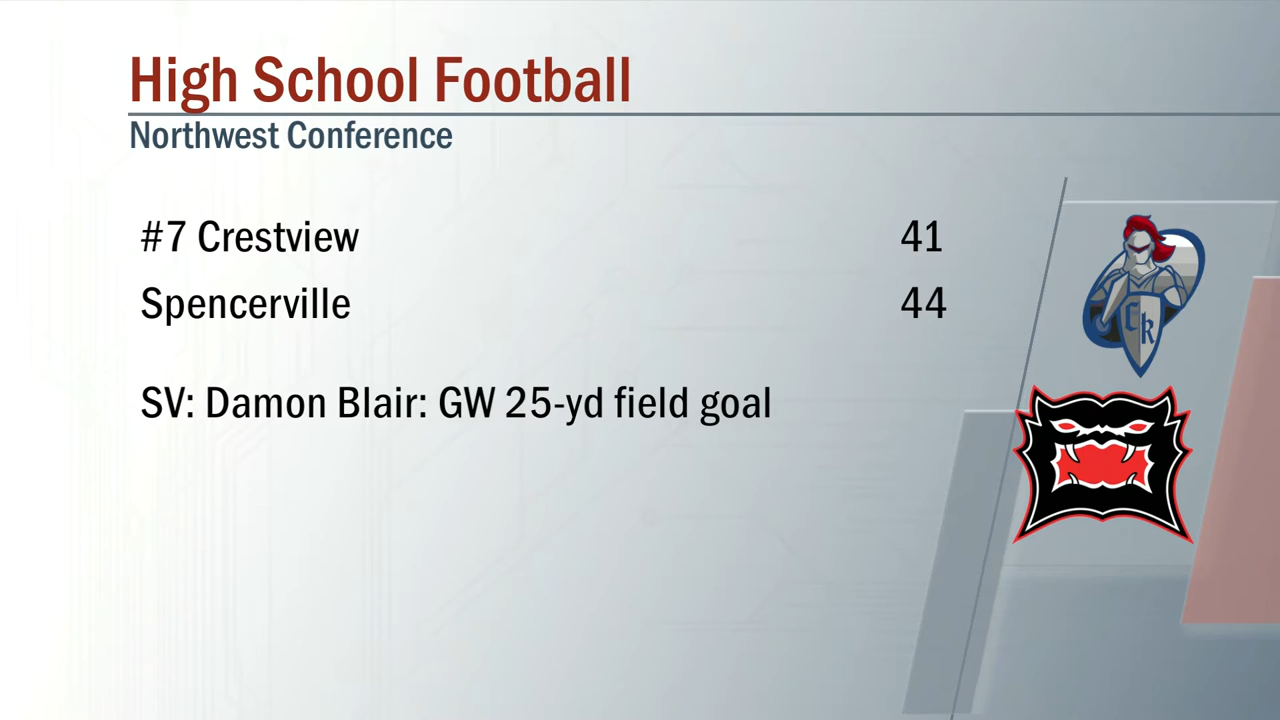 High School Football
Northwest Conference
#7 Crestview 41
Spencerville 44
SV: Damon Blair: GW 25-yd field goal
C
k